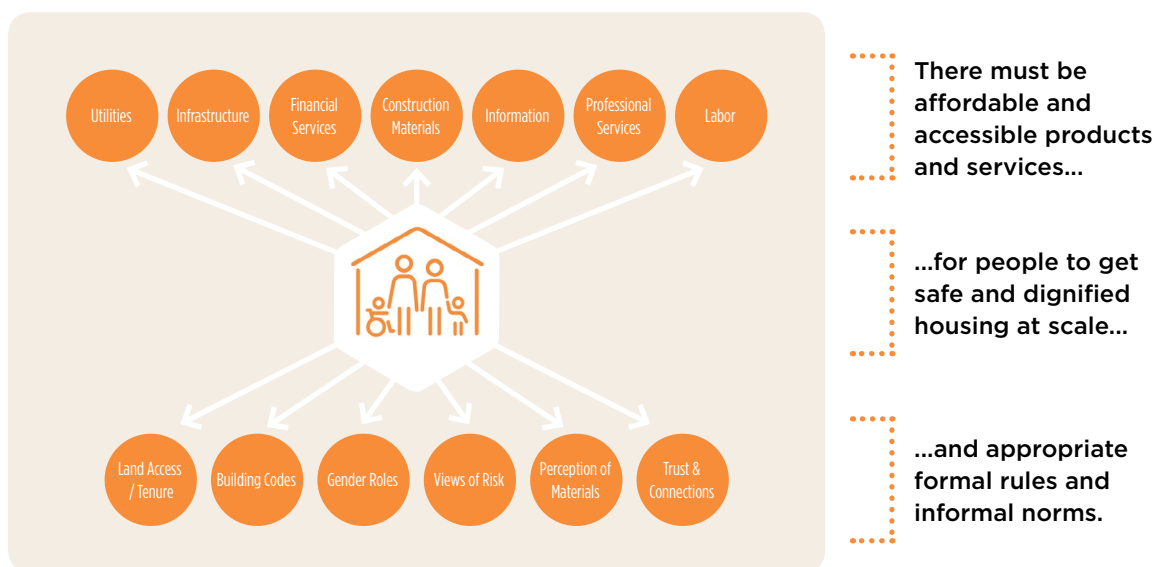 Utilities
Infrastructure
Financial
Services
Construction
Materials
Information
Professional
Services
Labor
There must be
affordable and
accessible products
and services...
...for people to get
safe and dignified
housing at scale...
Land Access
/ Tenure
Building Codes
Gender Roles
Views of Risk
Perception of
Materials
Trust &
Connections
...and appropriate
formal rules and
informal norms.